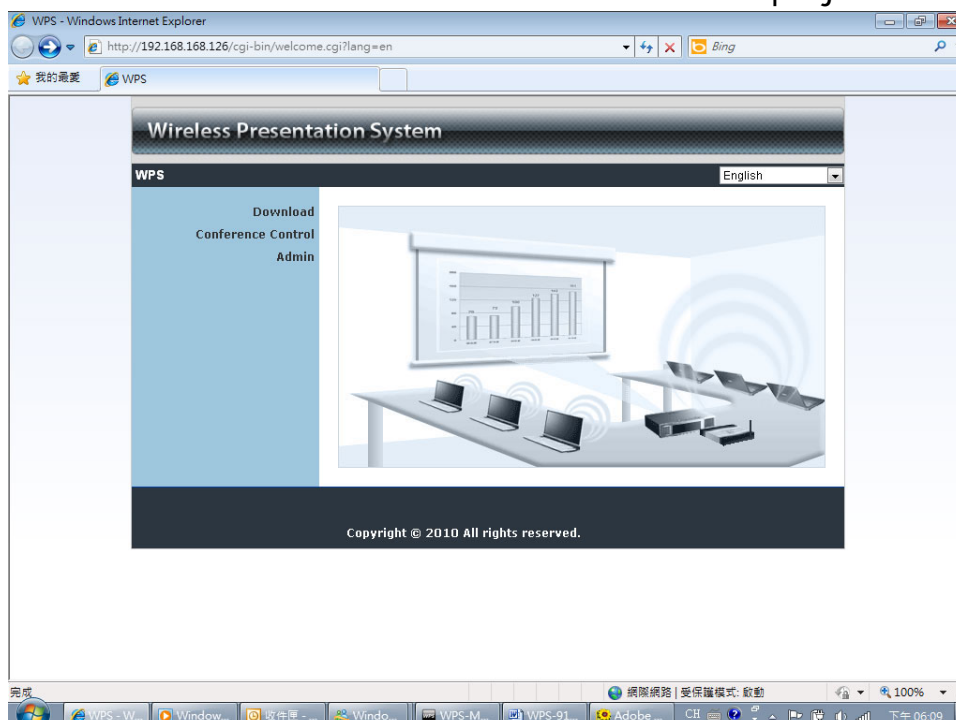 WPS - Windows Internet Explorer
http://192.168.168.126/cgi-bin/welcome.cgi?lang=en
Bing
我的最愛
WPS
Wireless Presentation System
WPS
English
Download
Conference Control
Admin
Copyright © 2010 All rights reserved.
完成
網際網路 | 受保護模式: 啟動
100%
WPS - W...
Window...
收件匣 - ...
Windo...
WPS-M...
WPS-91...
Adobe ...
CH
下午 06:09